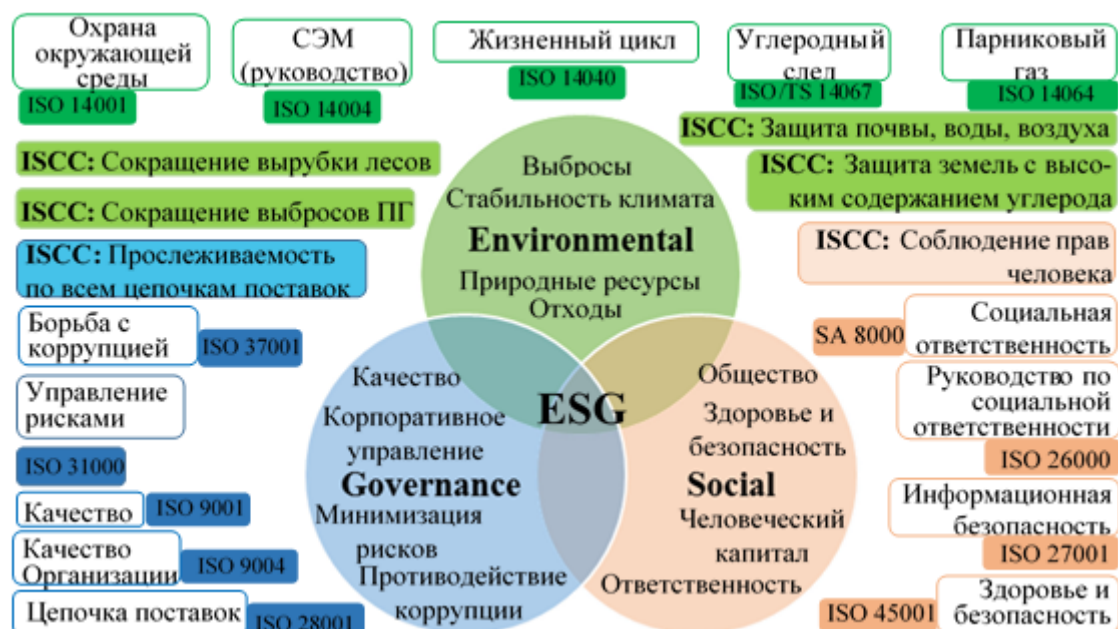 Охрана
окружающей
среды
ISO 14001
СЭМ
(руководство)
ISO 14004
Жизненный цикл
ISO 14040
Углеродный
след
ISO/TS 14067
Парниковый
газ
ISO 14064
ISCC: Сокращение вырубки лесов
ISCC: Сокращение выбросов ПГ
ISCC: Прослеживаемость
по всем цепочкам поставок
Борьба с
коррупцией
ISO 37001
Управление
рисками
ISO 31000
Качество
ISO 9001
Качество
Организации
ISO 9004
Цепочка поставок
ISO 28001
Выбросы
Стабильность климата
Environmental
Природные ресурсы
Отходы
ESG
Качество
Корпоративное
управление
Governance
Минимизация
рисков
Противодействие
коррупции
Общество
Здоровье и
безопасность
Social
Человеческий
капитал
Ответственность
ISCC: Защита почвы, воды, воздуха
ISCC: Защита земель с высо-
ким содержанием углерода
ISCC: Соблюдение прав
человека
SA 8000
Социальная
ответственность
Руководство по
социальной
ответственности
ISO 26000
Информационная
безопасность
ISO 27001
ISO 45001
Здоровье и
безопасность